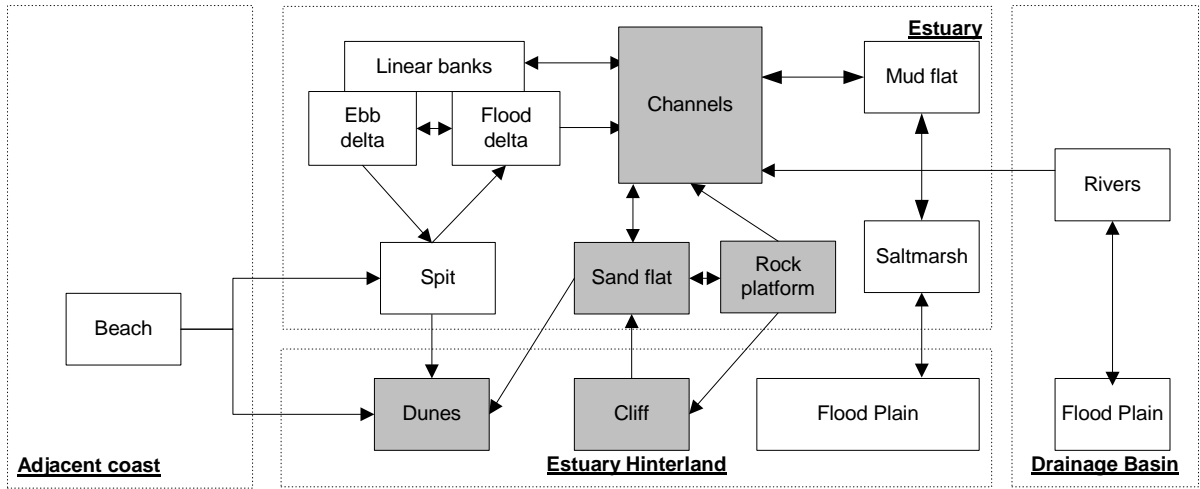 Estuary
Linear banks
Ebb
delta
Flood
delta
Channels
Mud flat
Rivers
Spit
Sand flat
Rock
platform
Saltmarsh
Beach
Dunes
Cliff
Flood Plain
Flood Plain
Adjacent coast
Estuary Hinterland
Drainage Basin